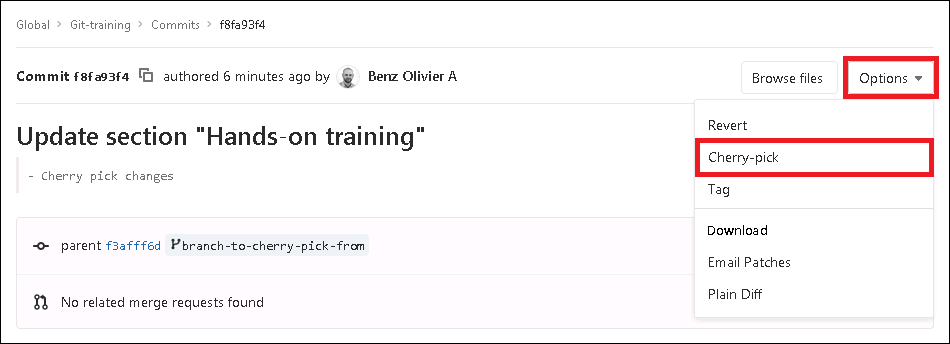 Global > Git-training > Commits > f8fa93f4
Commit f8fa93f4 authored 6 minutes ago by Benz Olivier A
Browse files
Options
Revert
Cherry-pick
Tag
Download
Email Patches
Plain Diff
Update section "Hands-on training"
- Cherry pick changes
parent f3afff6d branch-to-cherry-pick-from
No related merge requests found